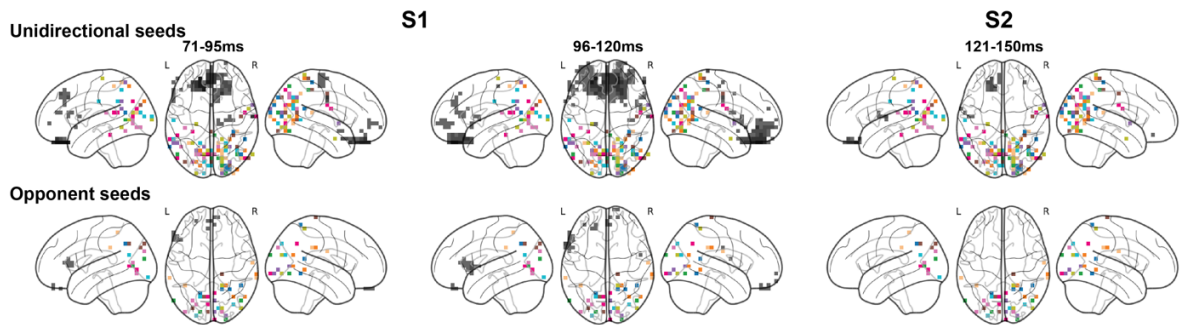 S1
S2
Unidirectional seeds
71-95ms
96-120ms
121-150ms
L R
L R
L R
Opponent seeds
L R
L R
L R